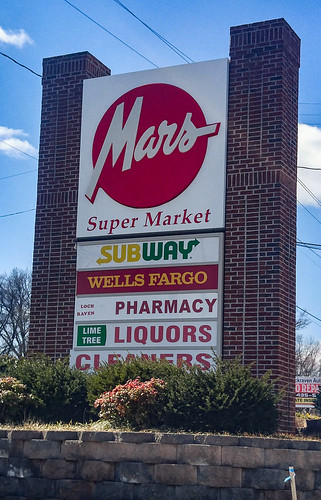 Mars
Super Market
SUBWAY
WELLS FARGO
LOCH
RAVEN
PHARMACY
LIME
TREE
LIQUORS
CLEANERS